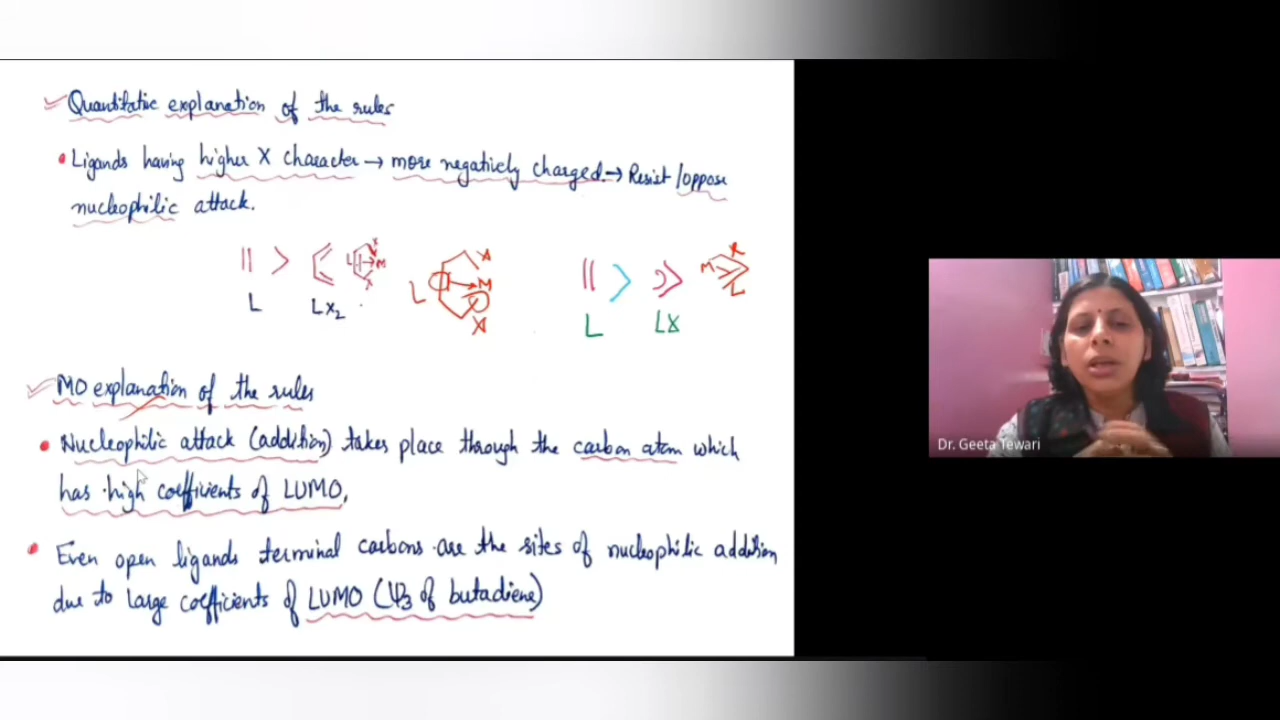 Quantitatic explanation of the rules
• Ligands having higher X character → more negatively charged. → Resist /oppose
nucleophilic attack.
|| > L X M X
L X M X
|| > M X L
L LX2
L LX
MO explanation of the rules
• Nucleophilic attack (addition) takes place through the carbon atom which
has high coefficients of LUMO,
• Even open ligands terminal carbons are the sites of nucleophilic addition
due to large coefficients of LUMO (Ψ3 of butadiene)
Dr. Geeta Tewari